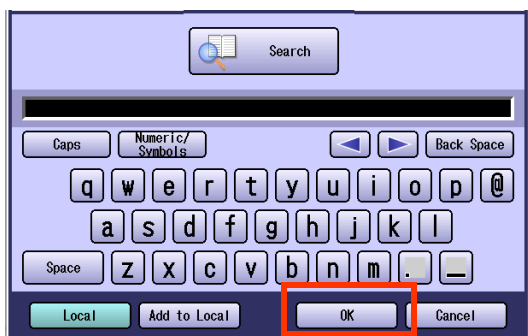 Search
Caps Numeric/ Back Space
Symbols
q w e r t y u i o p @
a s d f g h j k l
Space z x c v b n m . _
Local Add to Local OK Cancel